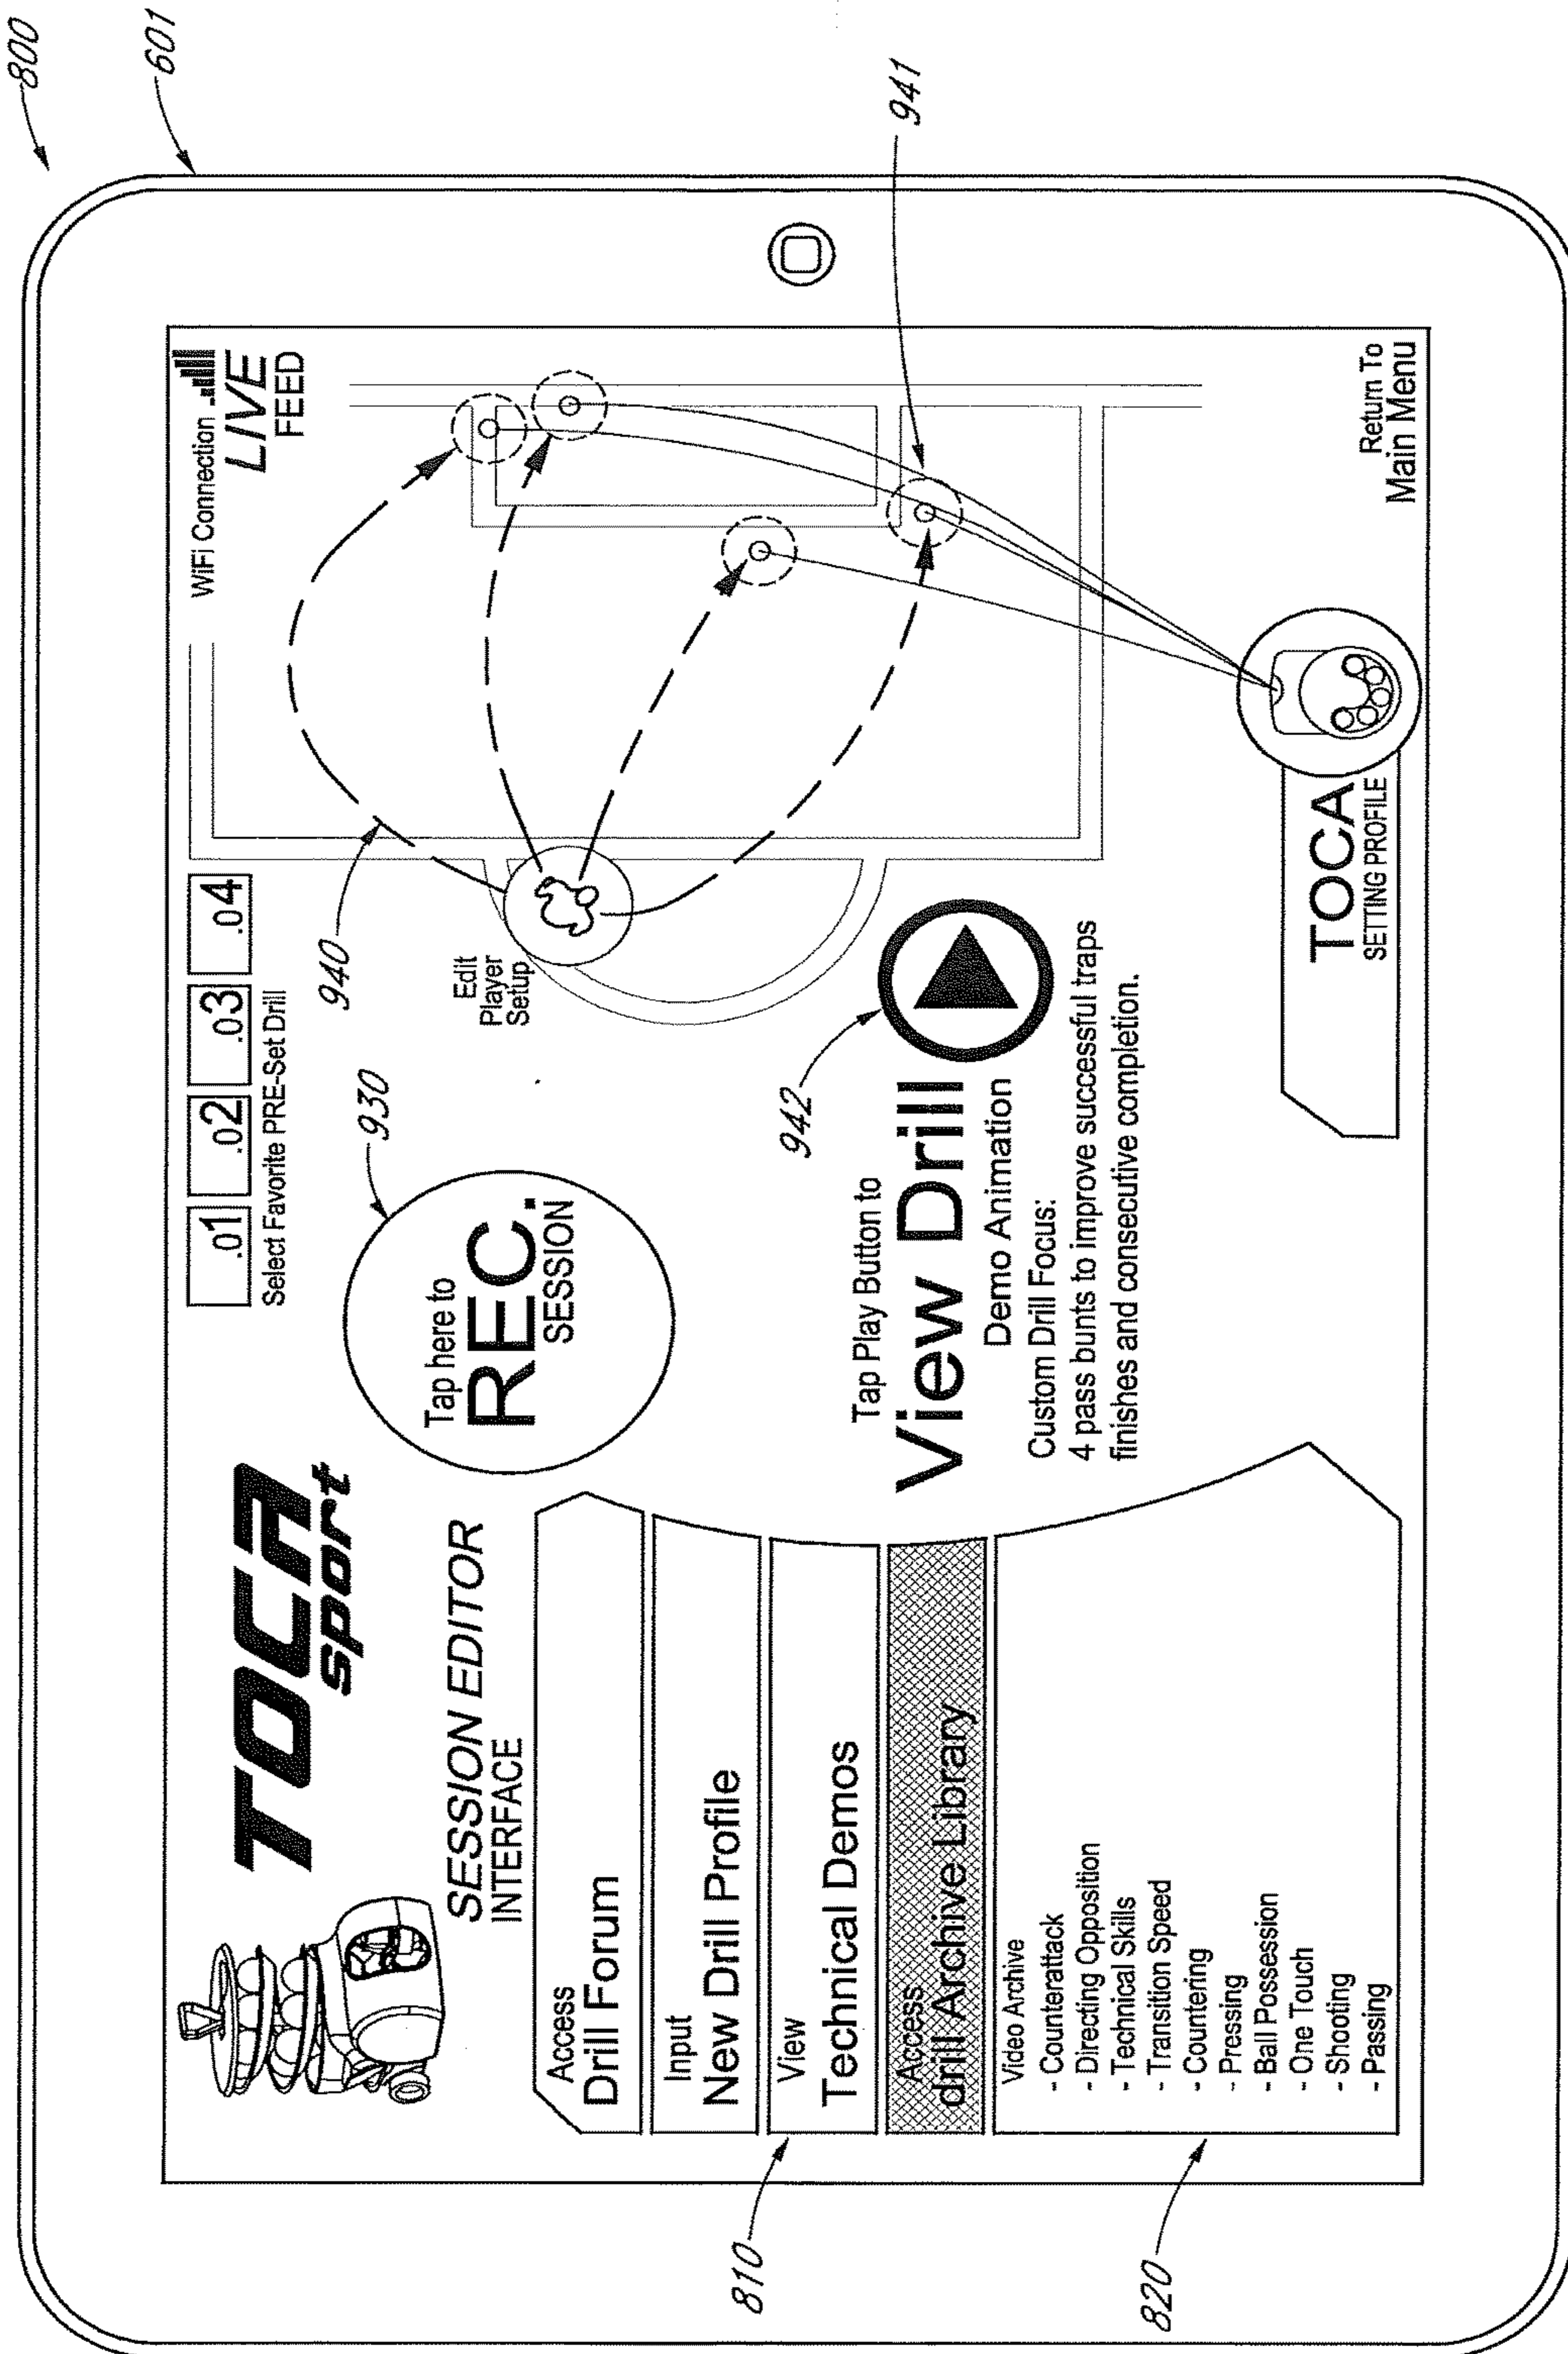 800
601
TOCA
sport
SESSION EDITOR
INTERFACE
Access
Drill Forum
Input
New Drill Profile
View
Technical Demos
Access
drill Archive Library
Video Archive
- Counterattack
- Directing Opposition
- Technical Skills
- Transition Speed
- Countering
- Pressing
- Ball Possession
- One Touch
- Shooting
- Passing
810
820
.01 .02 .03 .04
Select Favorite PRE-Set Drill
Tap here to
REC.
SESSION
930
940
Edit
Player
Setup
942
Tap Play Button to
View Drill
Demo Animation
Custom Drill Focus:
4 pass bunts to improve successful traps
finishes and consecutive completion.
WiFi Connection
LIVE
FEED
941
TOCA
SETTING PROFILE
Return To
Main Menu